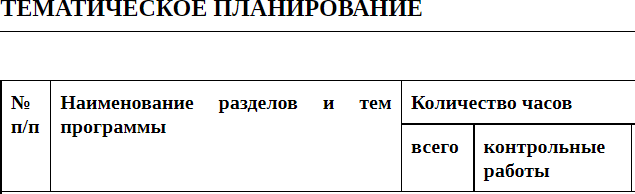 ТЕМАТИЧЕСКОЕ ПЛАНИРОВАНИЕ
№
п/п
Наименование разделов и тем
программы
Количество часов
всего
контрольные
работы